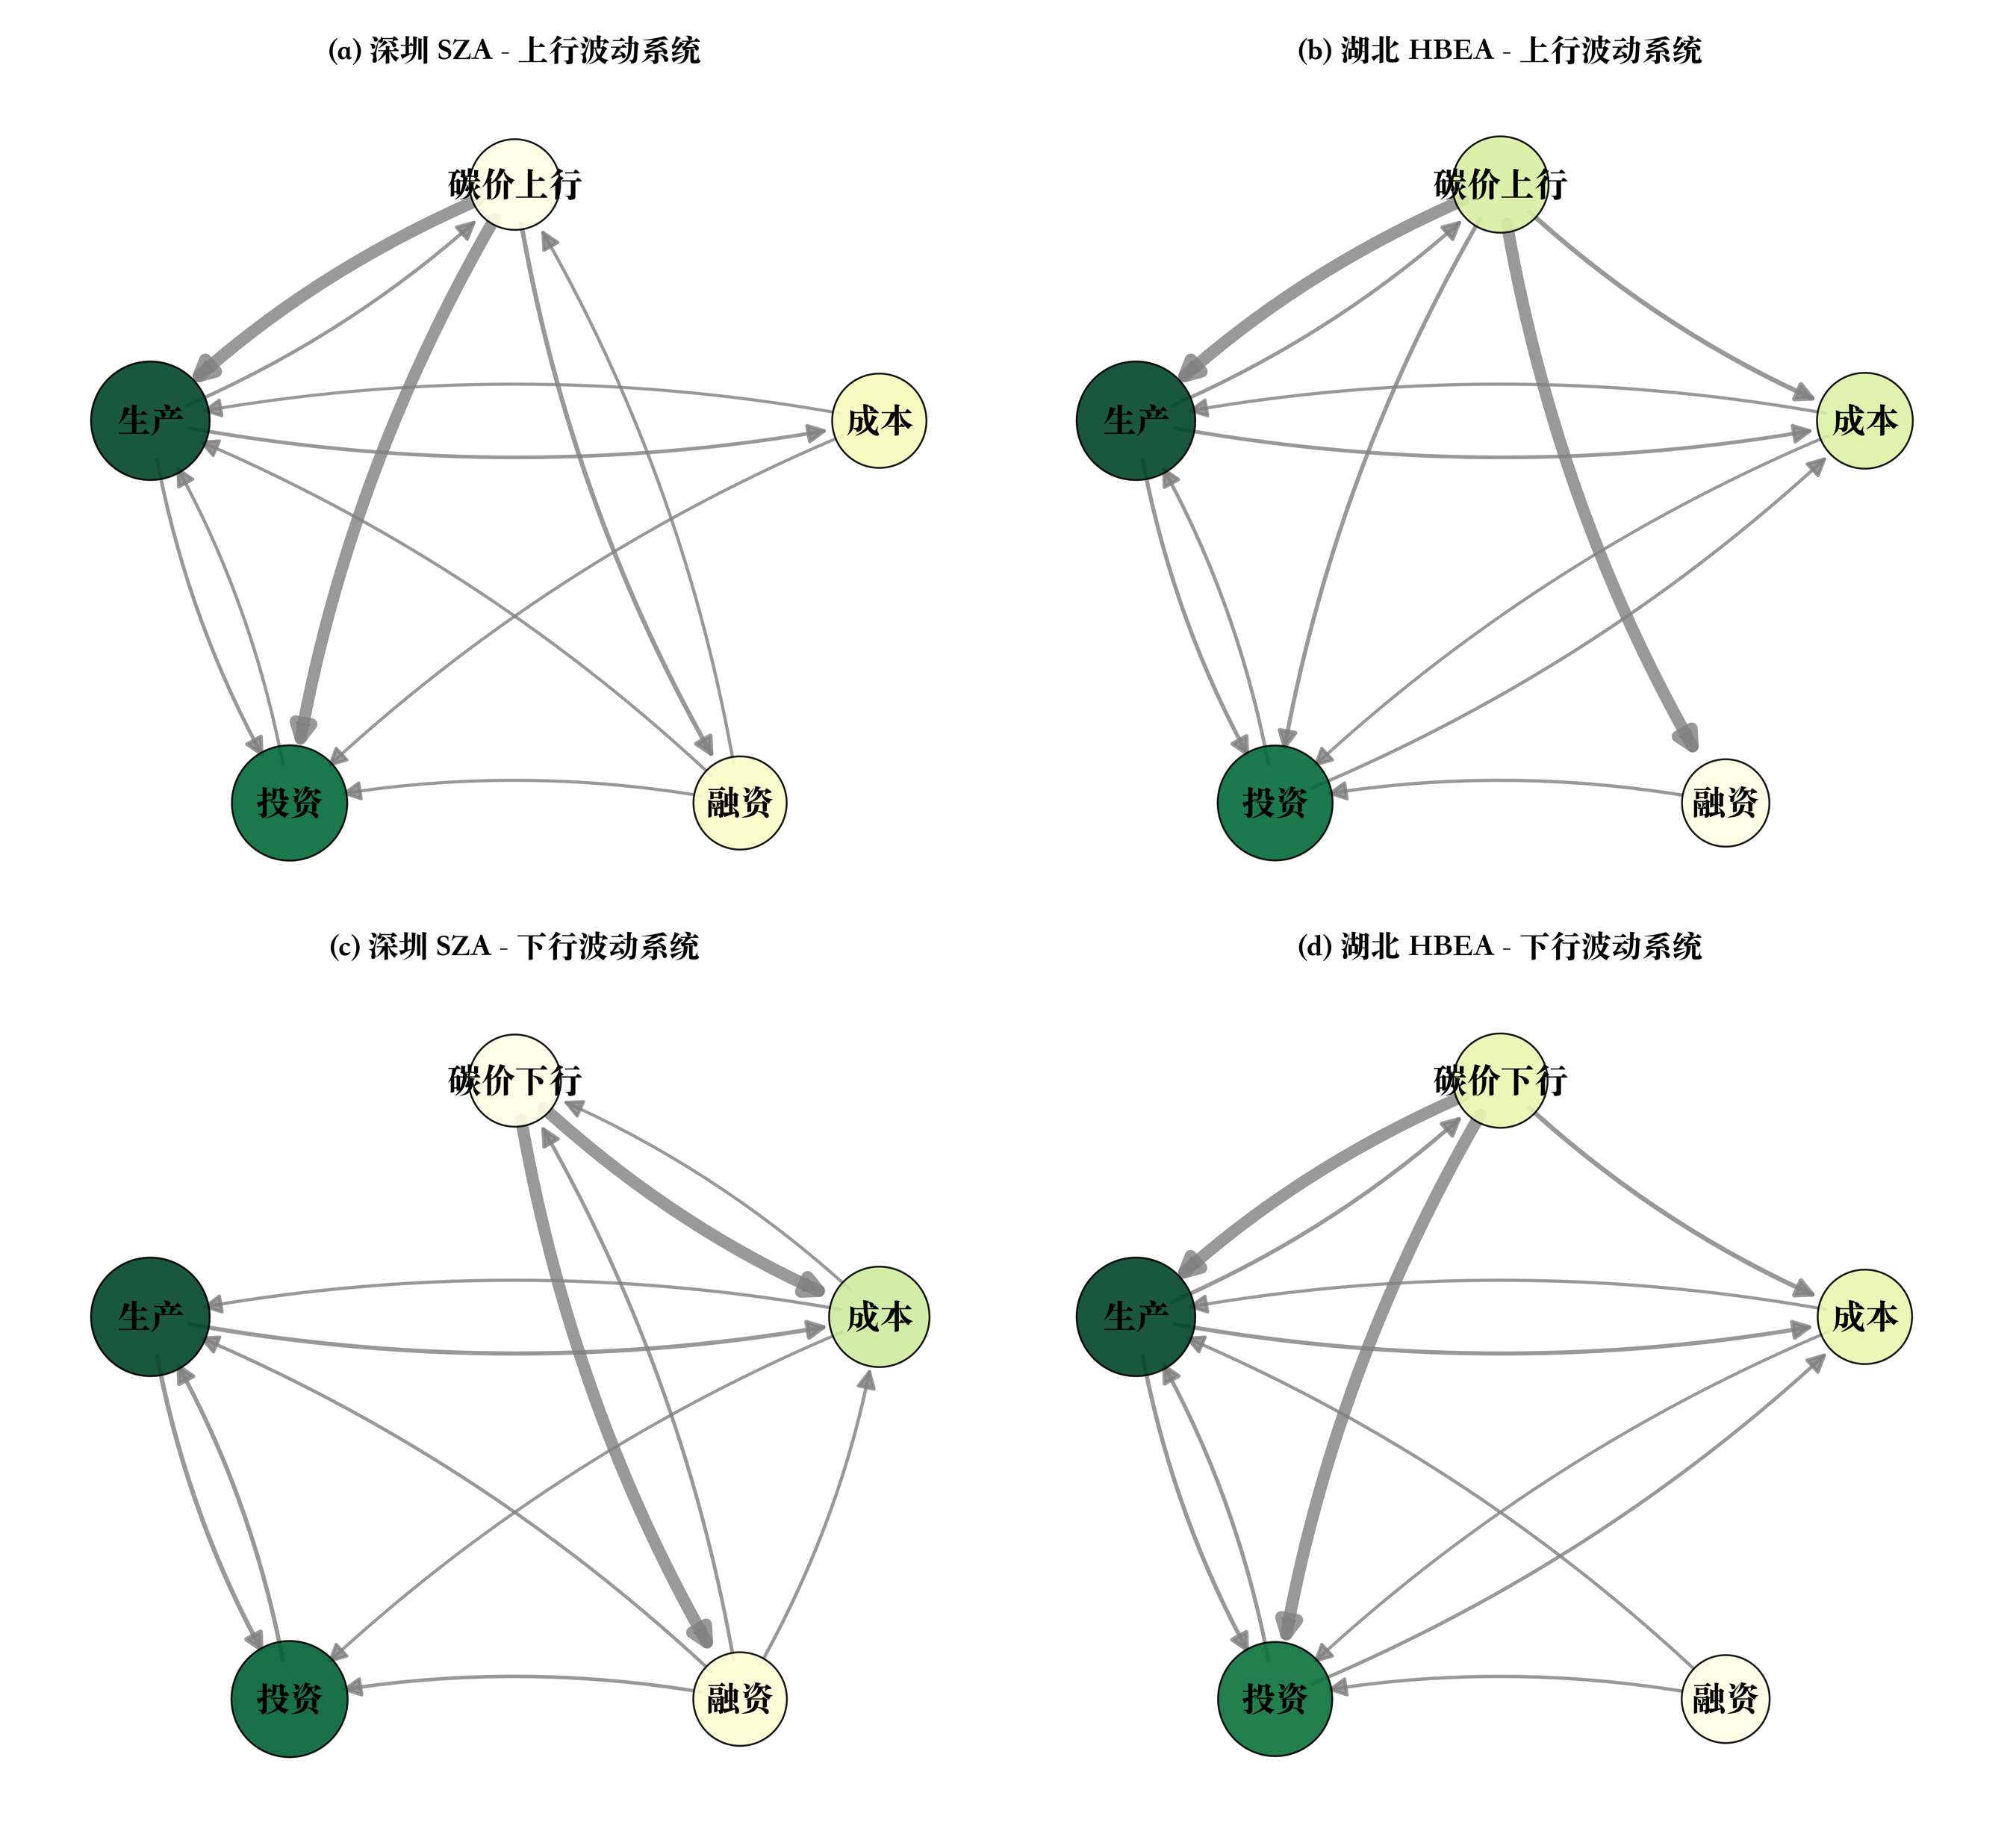 (a) 深圳 SZA - 上行波动系统
碳价上行
生产
成本
投资
融资
(b) 湖北 HBEA - 上行波动系统
碳价上行
生产
成本
投资
融资
(c) 深圳 SZA - 下行波动系统
碳价下行
生产
成本
投资
融资
(d) 湖北 HBEA - 下行波动系统
碳价下行
生产
成本
投资
融资